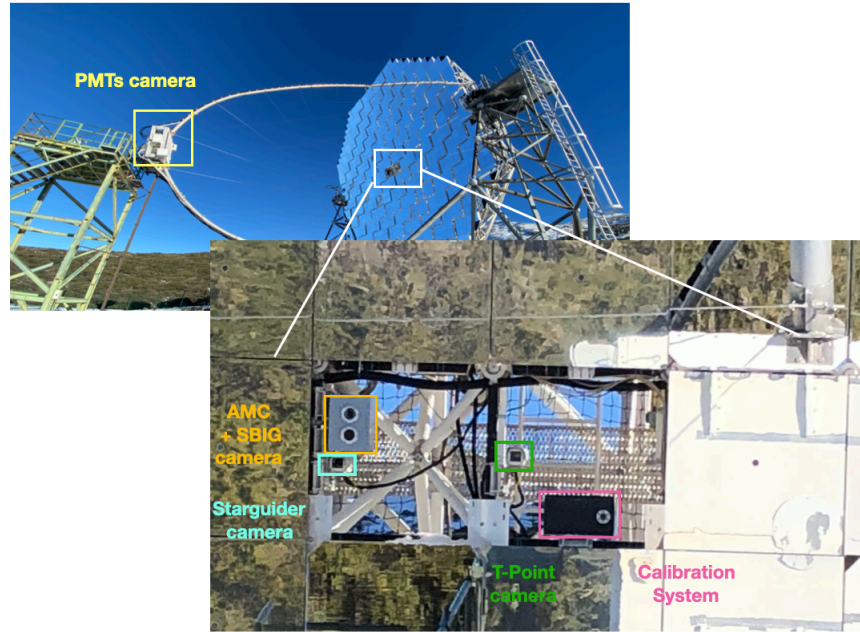 PMTs camera
AMC
+ SBIG
camera
Starguider
camera
T-Point
camera
Calibration
System